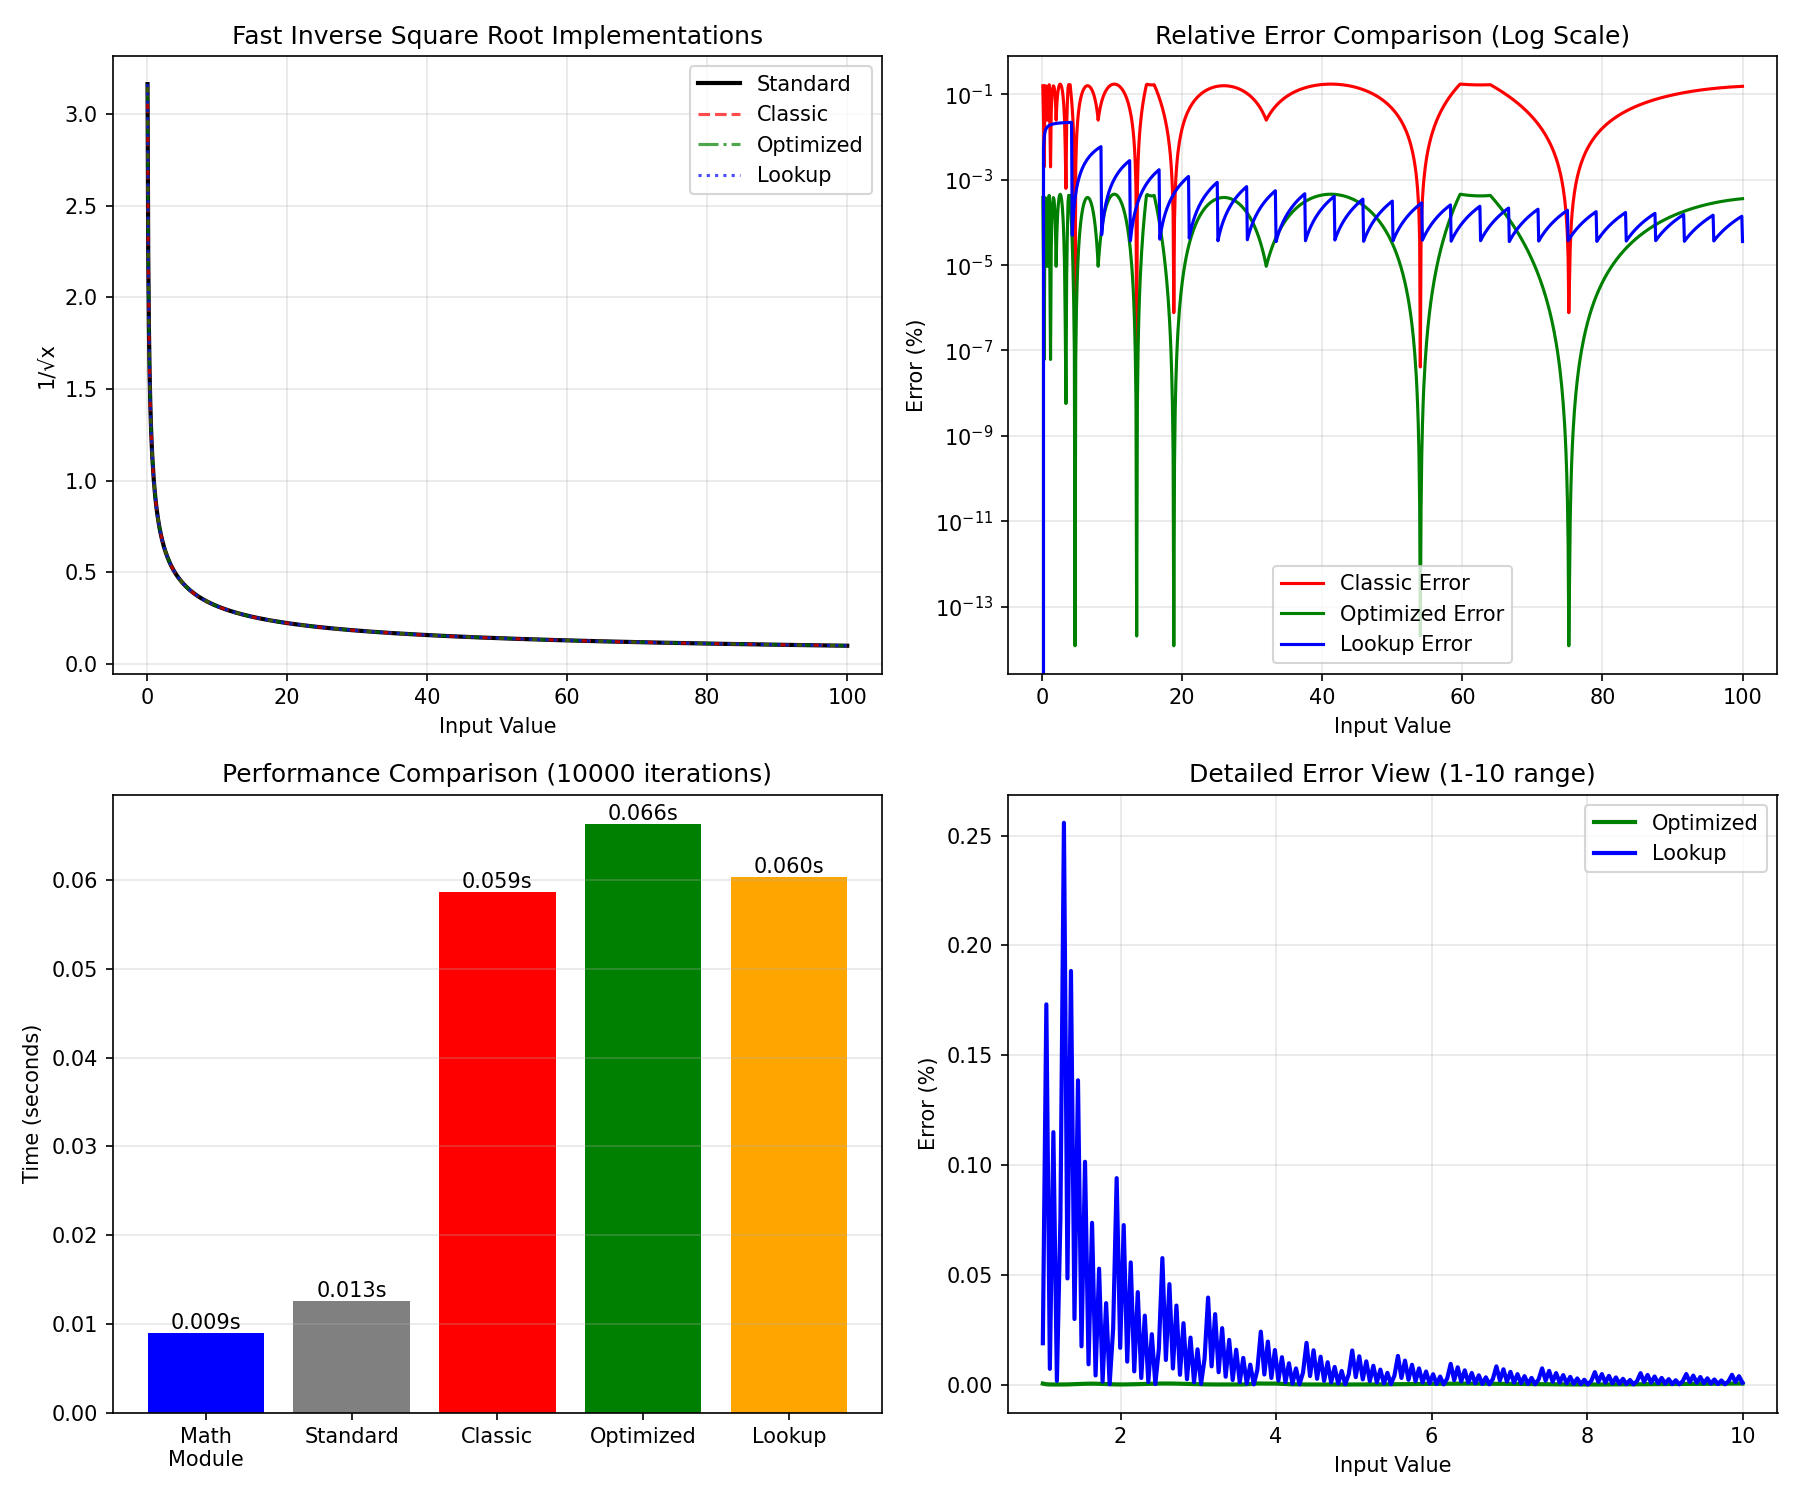 Fast Inverse Square Root Implementations
1/√x
3.0
2.5
2.0
1.5
1.0
0.5
0.0
Standard
Classic
Optimized
Lookup
0 20 40 60 80 100
Input Value
Relative Error Comparison (Log Scale)
Error (%)
10⁻¹
10⁻³
10⁻⁵
10⁻⁷
10⁻⁹
10⁻¹¹
10⁻¹³
Classic Error
Optimized Error
Lookup Error
0 20 40 60 80 100
Input Value
Performance Comparison (10000 iterations)
Time (seconds)
0.06
0.05
0.04
0.03
0.02
0.01
0.00
0.009s
0.013s
0.059s
0.066s
0.060s
Math
Module
Standard
Classic
Optimized
Lookup
Detailed Error View (1-10 range)
Error (%)
0.25
0.20
0.15
0.10
0.05
0.00
Optimized
Lookup
2 4 6 8 10
Input Value